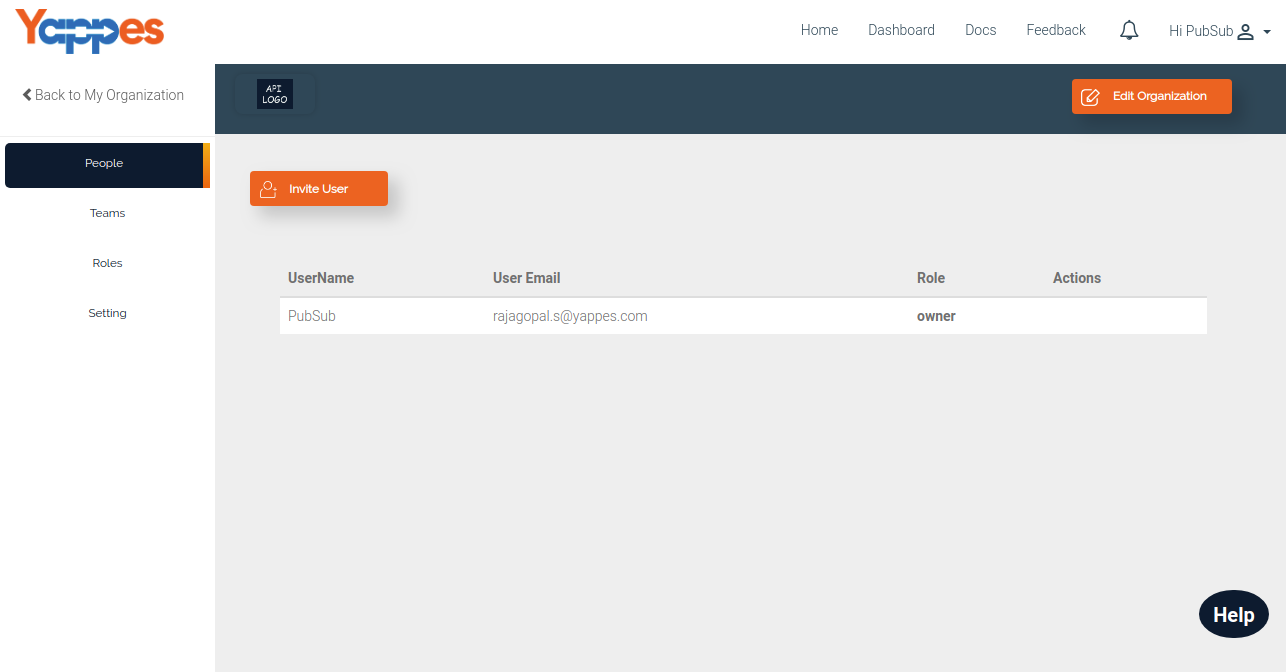 Yappes
Home Dashboard Docs Feedback Hi PubSub
Back to My Organization
API
LOGO
Edit Organization
People
Teams
Roles
Setting
Invite User
UserName User Email Role Actions
PubSub rajagopal.s@yappes.com owner
Help